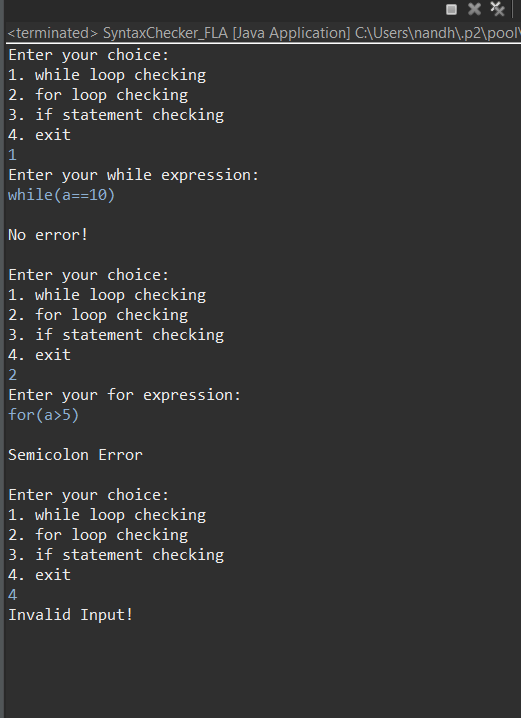 <terminated> SyntaxChecker_FLA [Java Application] C:\Users\nandh\.p2\pool\
Enter your choice:
1. while loop checking
2. for loop checking
3. if statement checking
4. exit
1
Enter your while expression:
while(a==10)
No error!
Enter your choice:
1. while loop checking
2. for loop checking
3. if statement checking
4. exit
2
Enter your for expression:
for(a>5)
Semicolon Error
Enter your choice:
1. while loop checking
2. for loop checking
3. if statement checking
4. exit
4
Invalid Input!